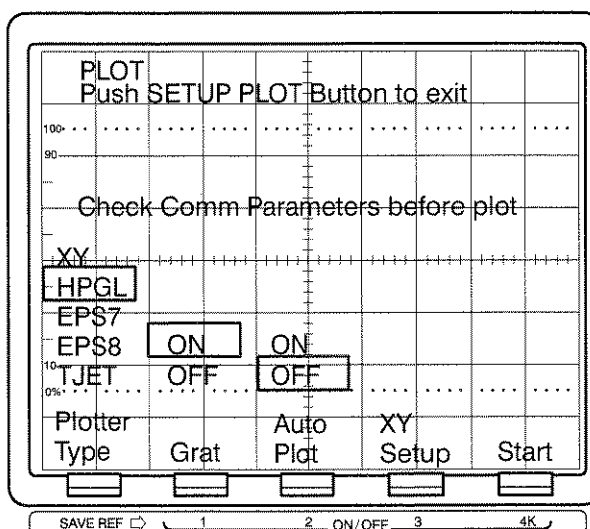 PLOT
Push SETUP PLOT Button to exit
100
90
Check Comm Parameters before plot
XY
HPGL
EPS7
EPS8 ON ON
10
TJET OFF OFF
0%
Plotter Auto XY
Type Grat Plot Setup Start
SAVE REF ⇨ 1 2 ON/OFF 3 4K